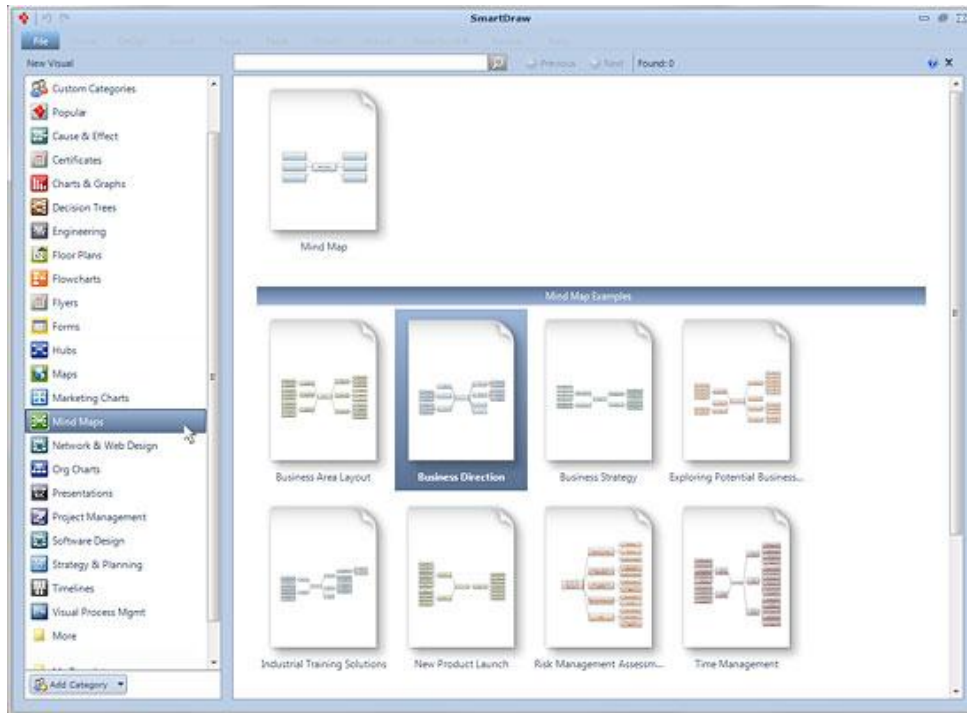 SmartDraw
File
New Visual
Previous
Next
Found: 0
Custom Categories
Popular
Cause & Effect
Certificates
Charts & Graphs
Decision Trees
Engineering
Floor Plans
Flowcharts
Flyers
Forms
Hubs
Maps
Marketing Charts
Mind Maps
Network & Web Design
Org Charts
Presentations
Project Management
Software Design
Strategy & Planning
Timelines
Visual Process Mgmt
More
Add Category
Mind Map
Mind Map Examples
Business Area Layout
Business Direction
Business Strategy
Exploring Potential Business...
Industrial Training Solutions
New Product Launch
Risk Management Assessm...
Time Management